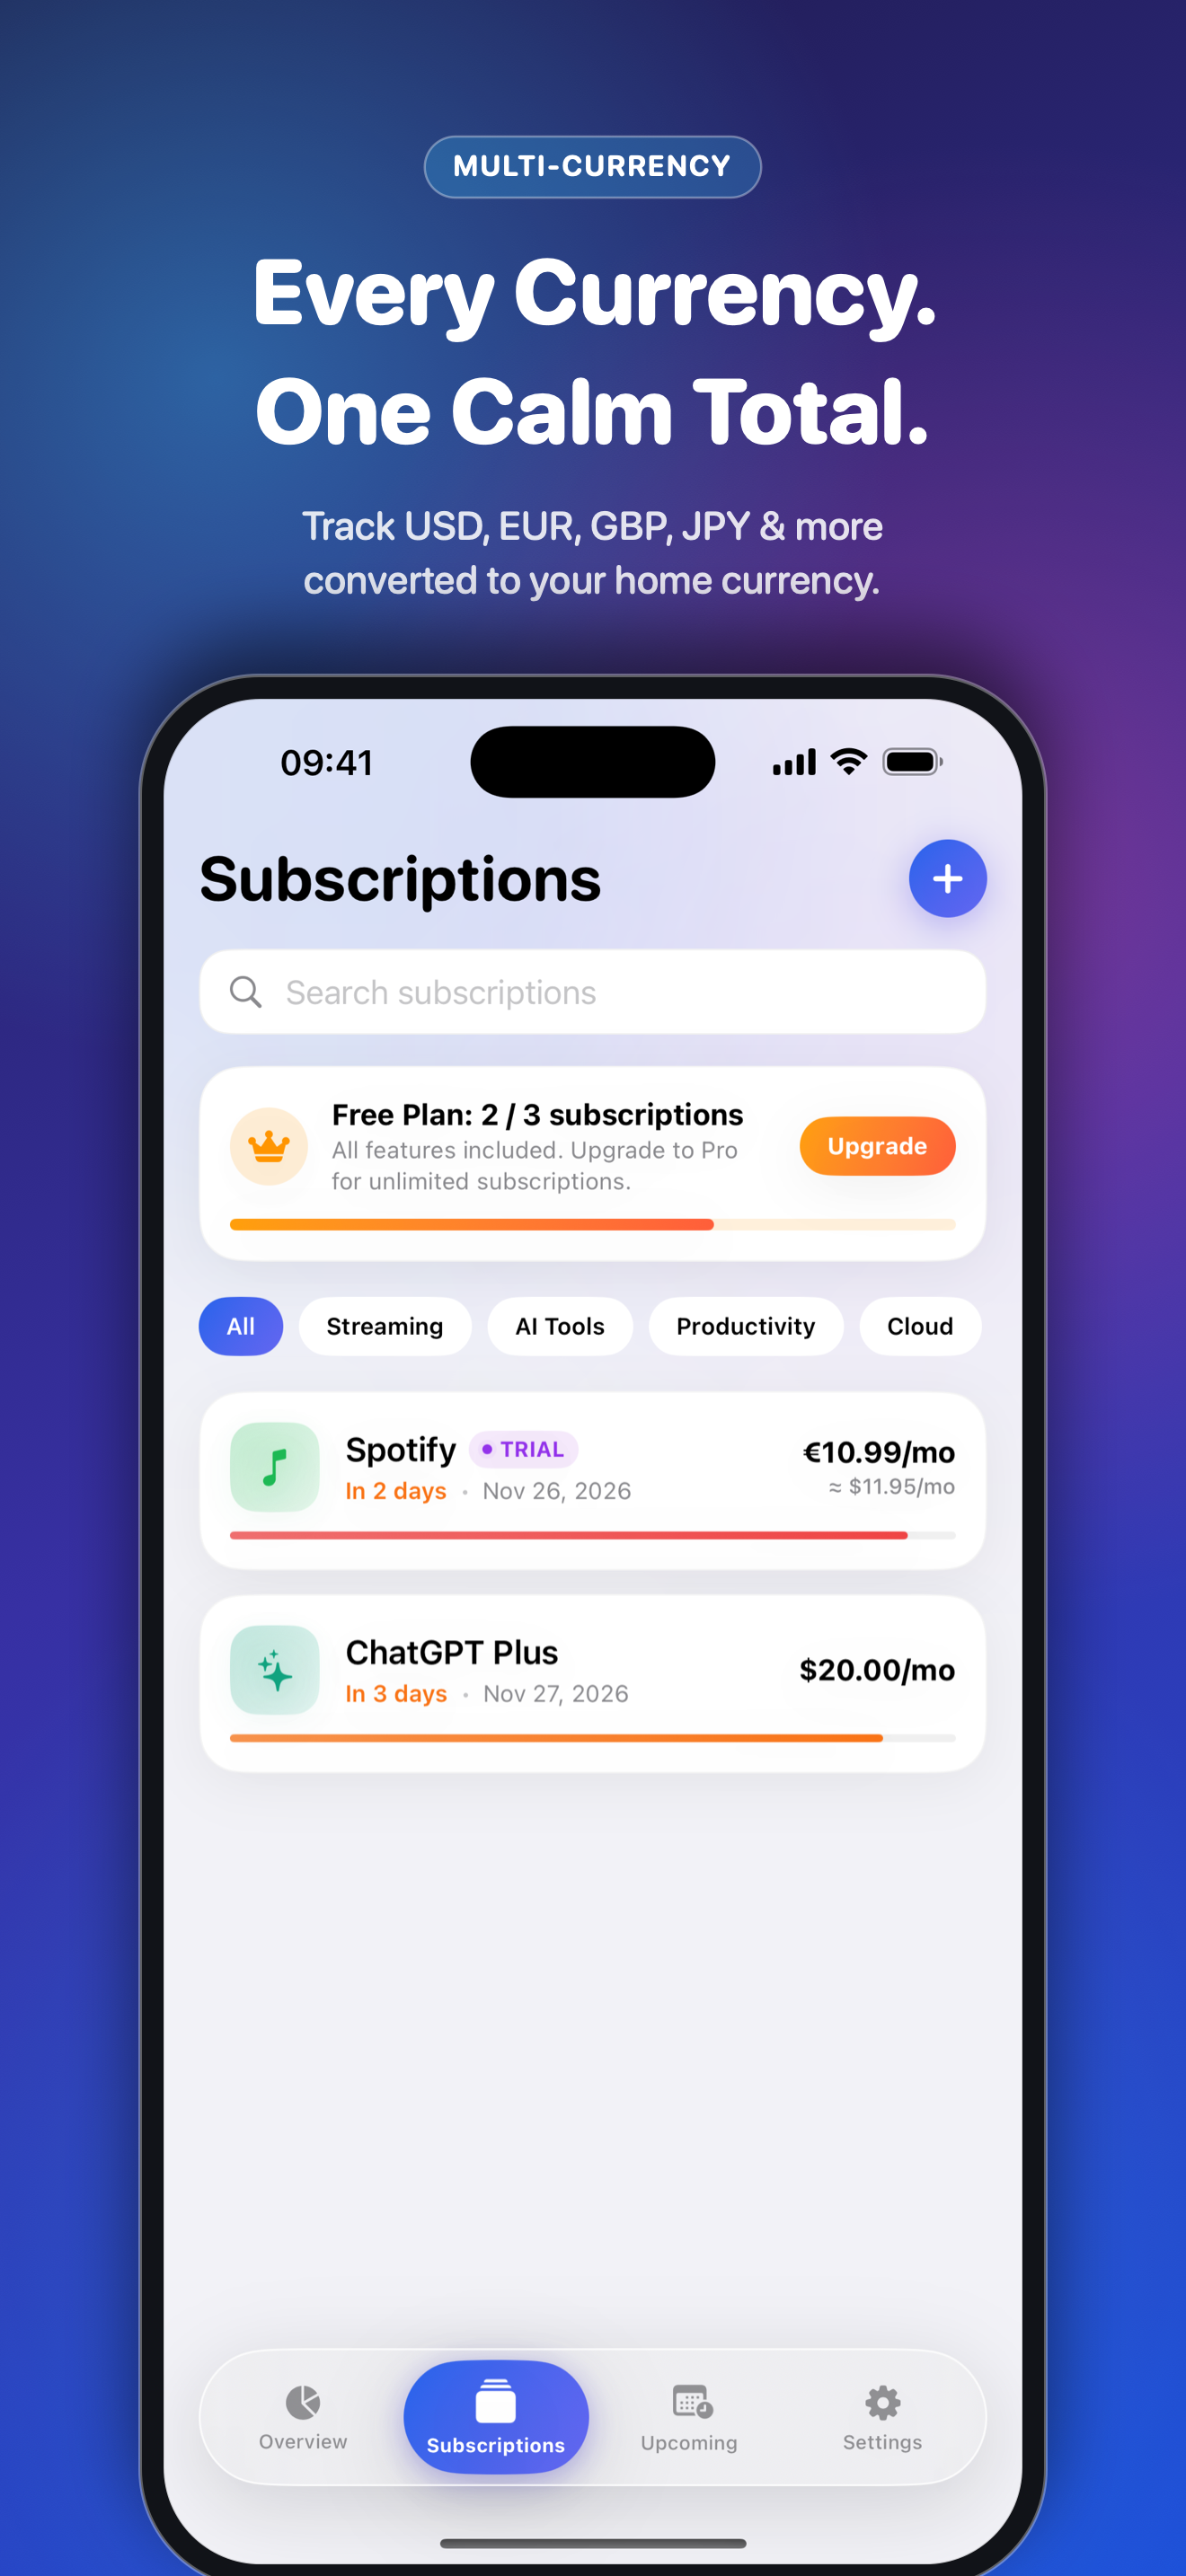 MULTI-CURRENCY
Every Currency.
One Calm Total.
Track USD, EUR, GBP, JPY & more
converted to your home currency.
09:41
Subscriptions
Search subscriptions
Free Plan: 2 / 3 subscriptions
All features included. Upgrade to Pro
for unlimited subscriptions.
Upgrade
All
Streaming
AI Tools
Productivity
Cloud
Spotify
TRIAL
€10.99/mo
In 2 days · Nov 26, 2026
≈ $11.95/mo
ChatGPT Plus
$20.00/mo
In 3 days · Nov 27, 2026
Overview
Subscriptions
Upcoming
Settings